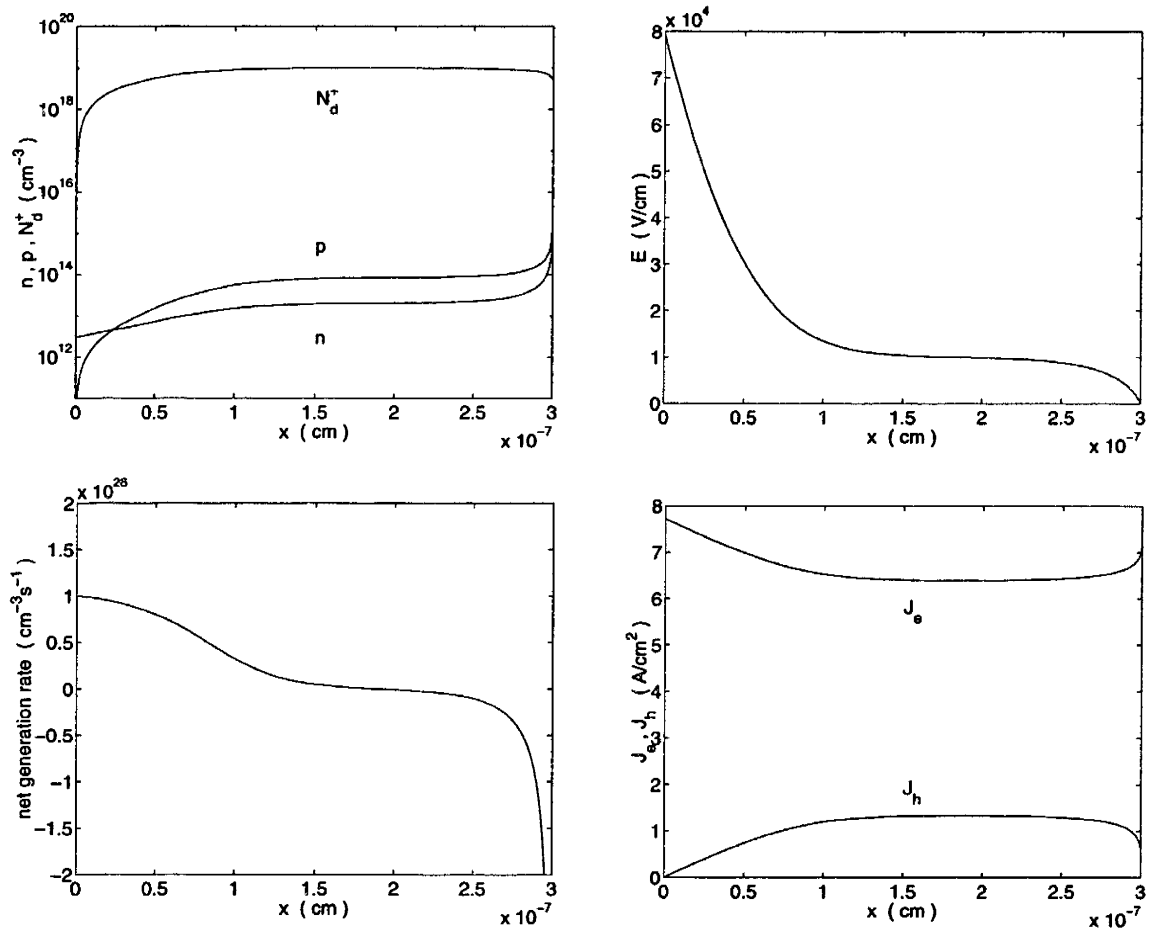 10^20
10^18
10^16
10^14
10^12
n, p, N_d^+ (cm^-3)
N_d^+
p
n
0 0.5 1 1.5 2 2.5 3
x (cm)
x 10^-7
x 10^4
8
7
6
5
4
3
2
1
0
E (V/cm)
0 0.5 1 1.5 2 2.5 3
x (cm)
x 10^-7
x 10^28
2
1.5
1
0.5
0
-0.5
-1
-1.5
-2
net generation rate (cm^-3s^-1)
0 0.5 1 1.5 2 2.5 3
x (cm)
x 10^-7
8
7
6
5
4
3
2
1
0
J_e, J_h (A/cm^2)
J_e
J_h
0 0.5 1 1.5 2 2.5 3
x (cm)
x 10^-7